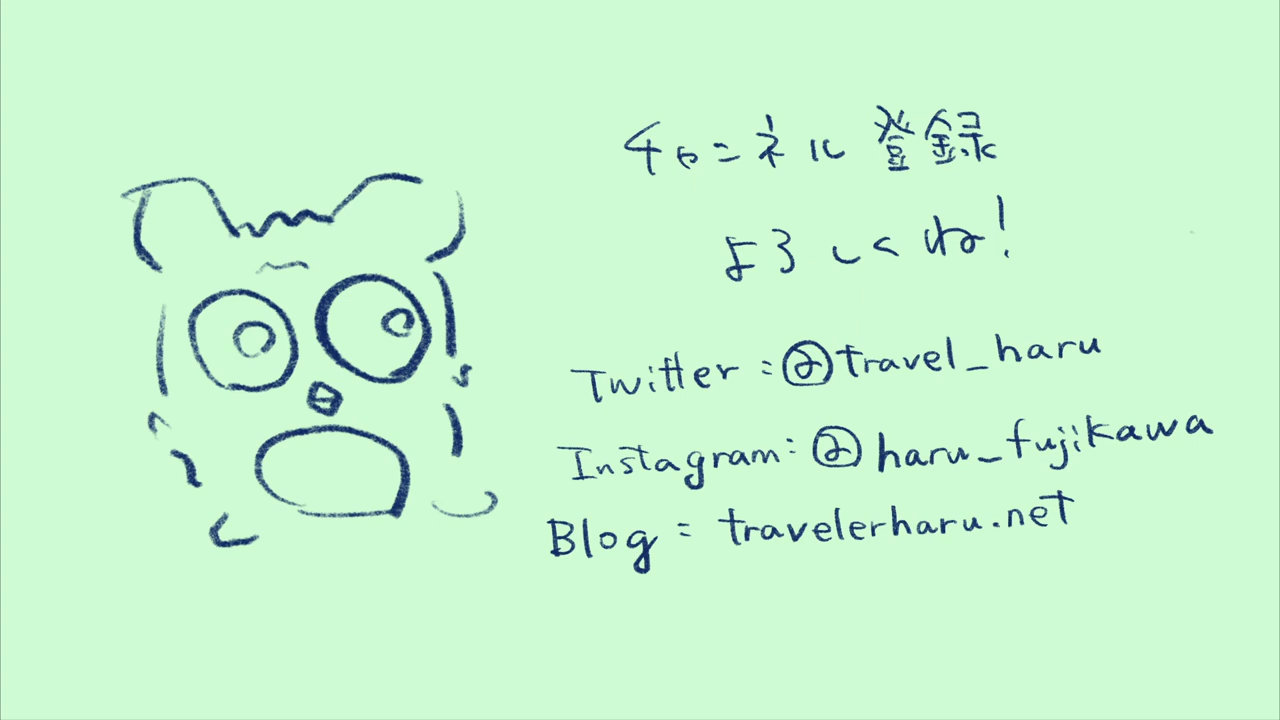 チャンネル登録
よろしくね!
Twitter:@travel_haru
Instagram:@haru_fujikawa
Blog:travelerharu.net